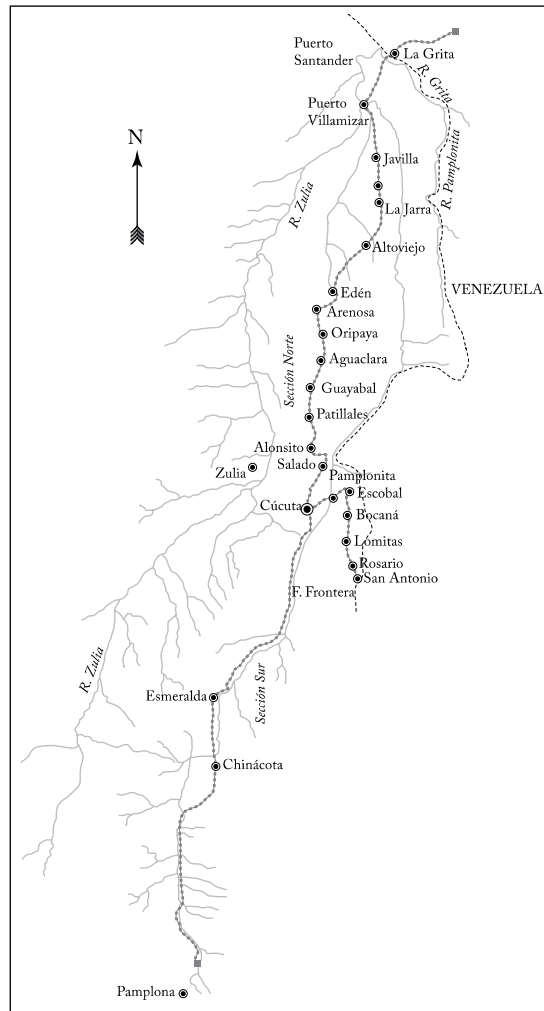 Puerto
Santander
La Grita
R. Grita
Puerto
Villamizar
N
Javilla
R. Pamplonita
R. Zulia
La Jarra
Altoviejo
VENEZUELA
Edén
Arenosa
Oripaya
Sección Norte
Aguaclara
Guayabal
Patillales
Alonsito
Salado
Zulia
Pamplonita
Escobal
Cúcuta
Bocaná
Lomitas
Rosario
San Antonio
F. Frontera
R. Zulia
Sección Sur
Esmeralda
Chinácota
Pamplona